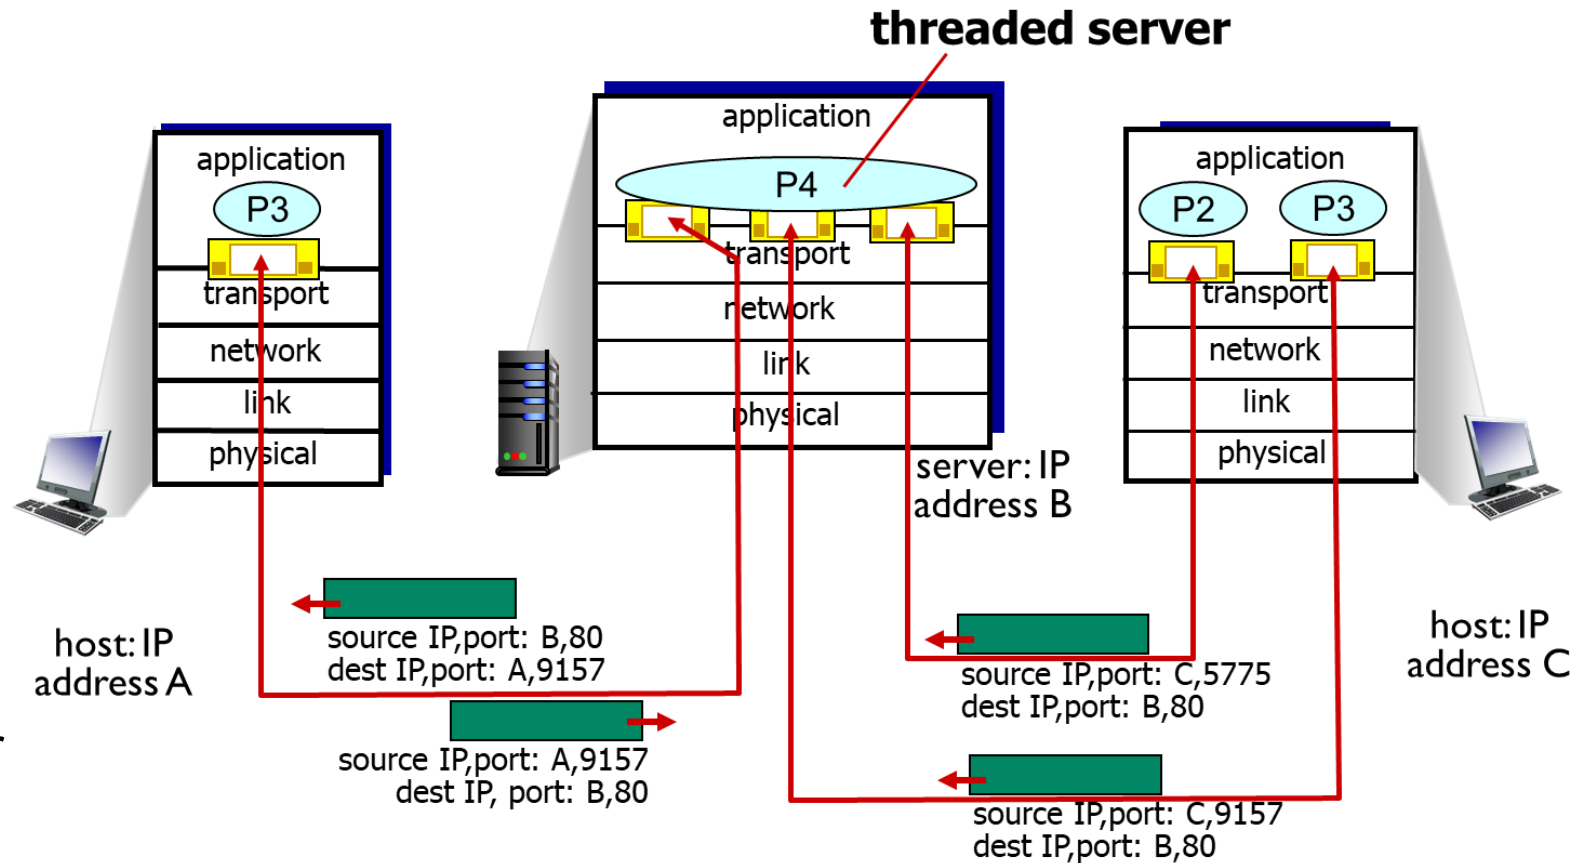 threaded server
application
P3
transport
network
link
physical
application
P4
transport
network
link
physical
application
P2
P3
transport
network
link
physical
server: IP
address B
host: IP
address A
source IP,port: B,80
dest IP,port: A,9157
source IP,port: A,9157
dest IP, port: B,80
source IP,port: C,5775
dest IP,port: B,80
source IP,port: C,9157
dest IP,port: B,80
host: IP
address C